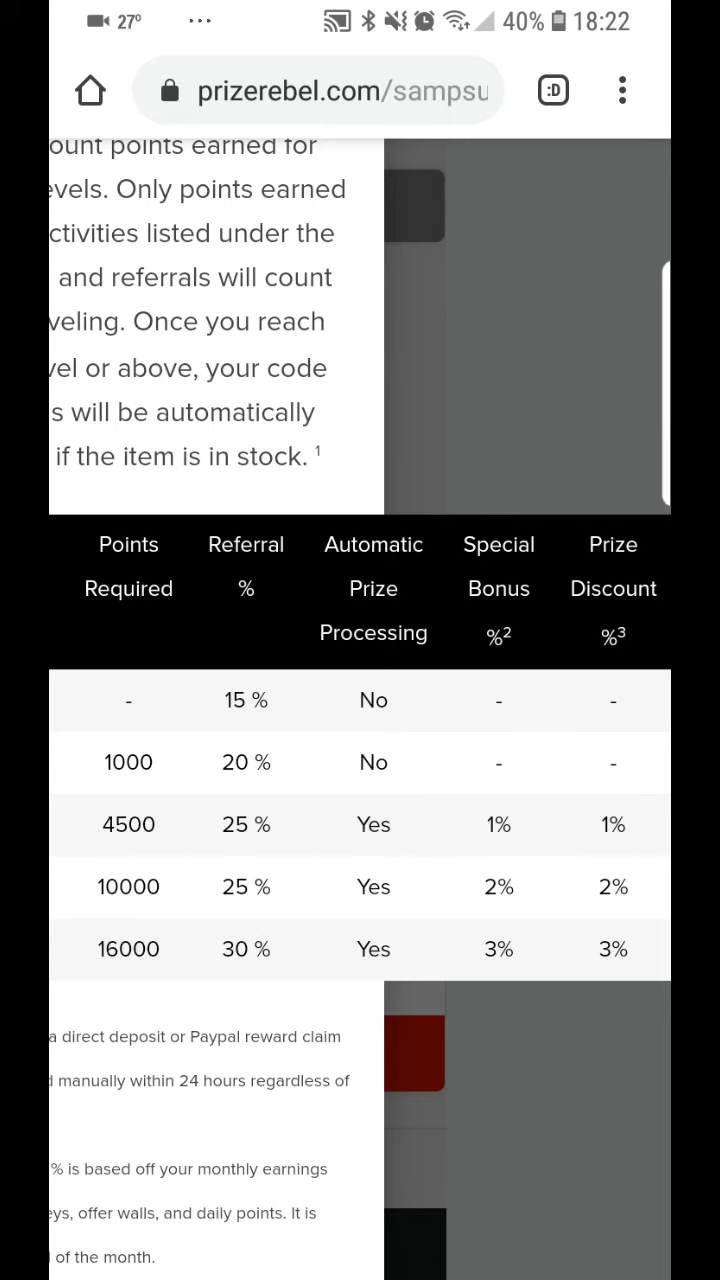 27° ... 40% 18:22
prizerebel.com/sampsu :D
ount points earned for
evels. Only points earned
ctivities listed under the
and referrals will count
veling. Once you reach
vel or above, your code
s will be automatically
if the item is in stock. 1
Points Required Referral % Automatic Prize Processing Special Bonus %2 Prize Discount %3
- 15 % No - -
1000 20 % No - -
4500 25 % Yes 1% 1%
10000 25 % Yes 2% 2%
16000 30 % Yes 3% 3%
a direct deposit or Paypal reward claim
d manually within 24 hours regardless of
% is based off your monthly earnings
eys, offer walls, and daily points. It is
of the month.